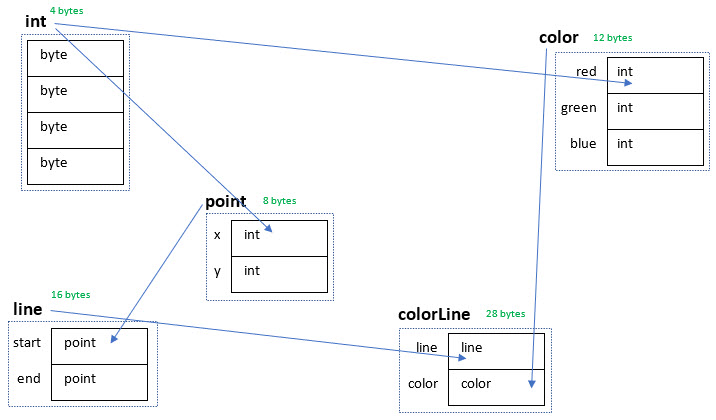 int 4 bytes
byte
byte
byte
byte
color 12 bytes
red int
green int
blue int
point 8 bytes
x int
y int
line 16 bytes
start point
end point
colorLine 28 bytes
line line
color color